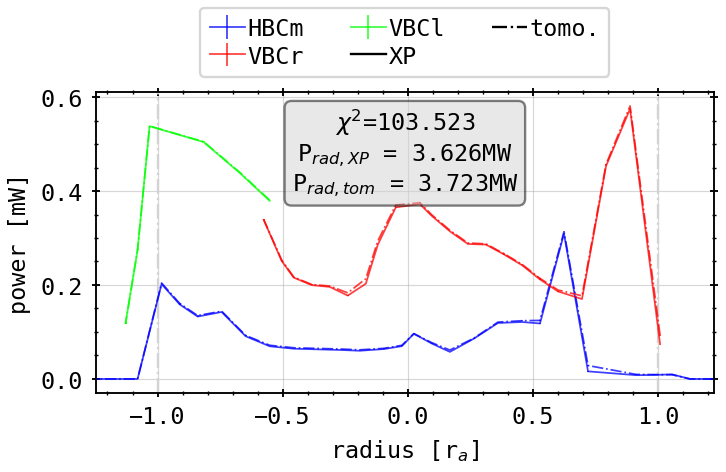 HBCm VBCl tomo.
VBCr XP
χ²=103.523
P_rad,XP = 3.626MW
P_rad,tom = 3.723MW
0.6
0.4
0.2
0.0
power [mW]
−1.0 −0.5 0.0 0.5 1.0
radius [r_a]